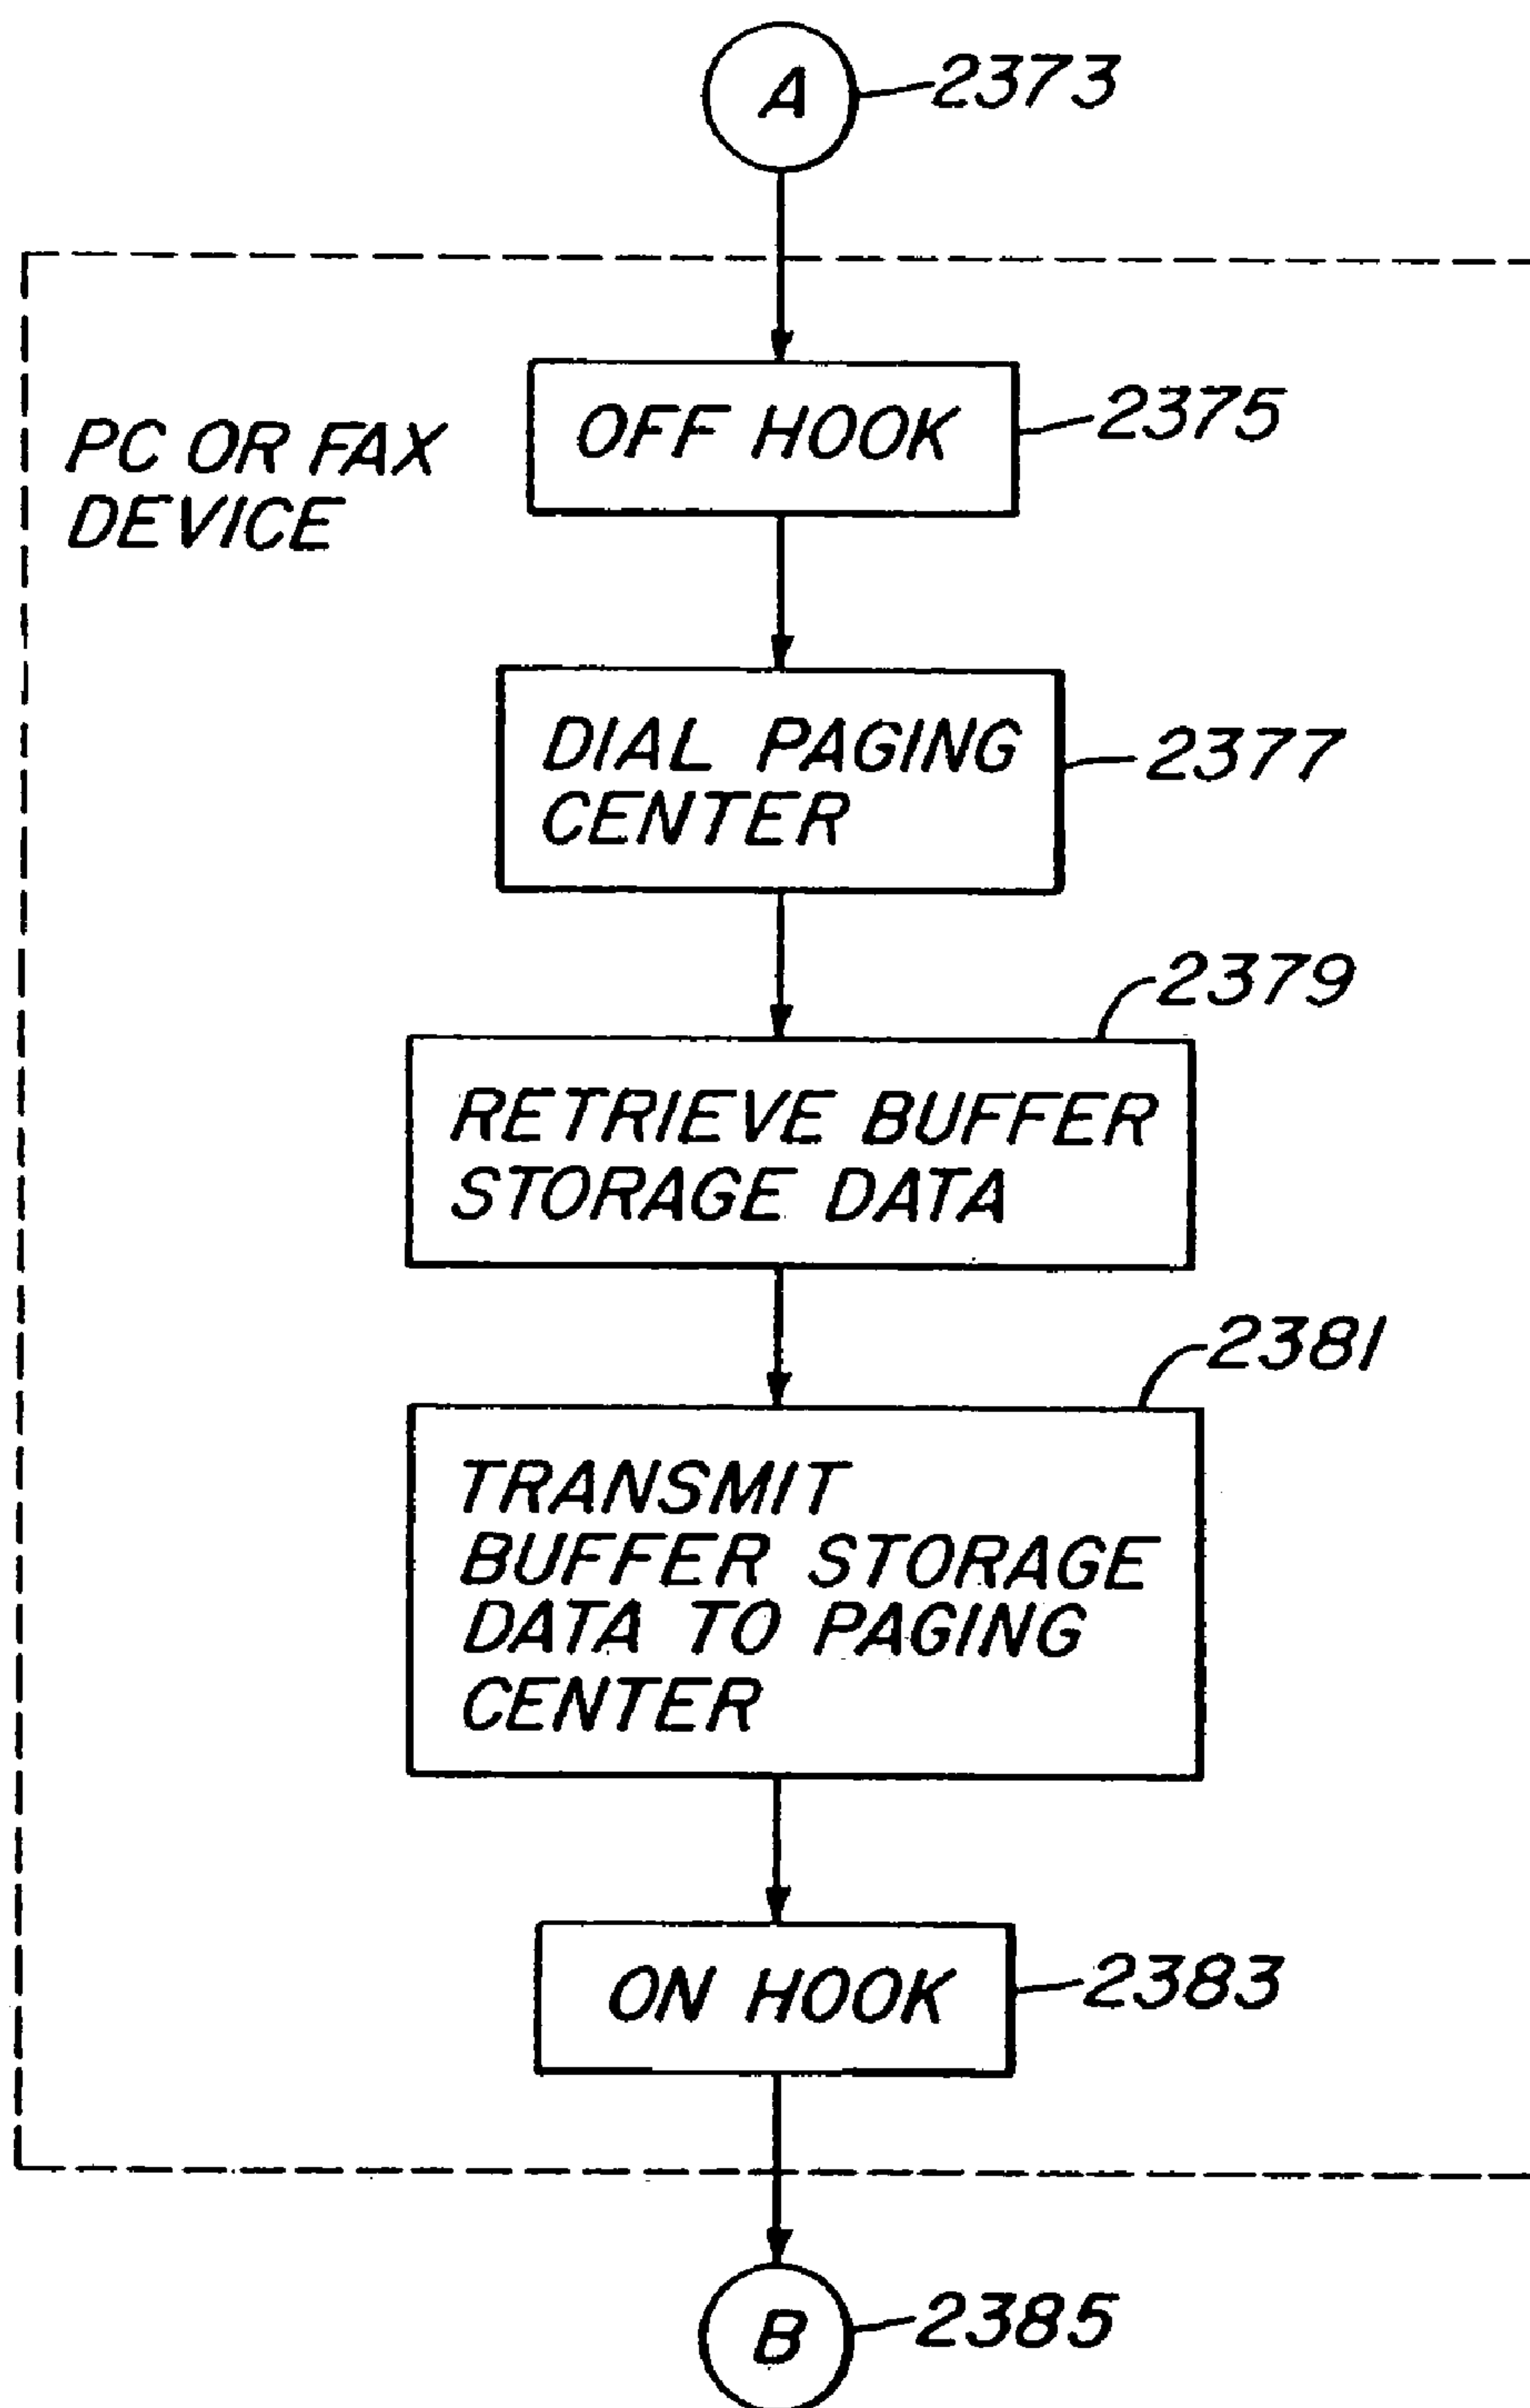 A
2373
OFF HOOK
2375
PC OR FAX
DEVICE
DIAL PAGING
CENTER
2377
2379
RETRIEVE BUFFER
STORAGE DATA
2381
TRANSMIT
BUFFER STORAGE
DATA TO PAGING
CENTER
ON HOOK
2383
B
2385